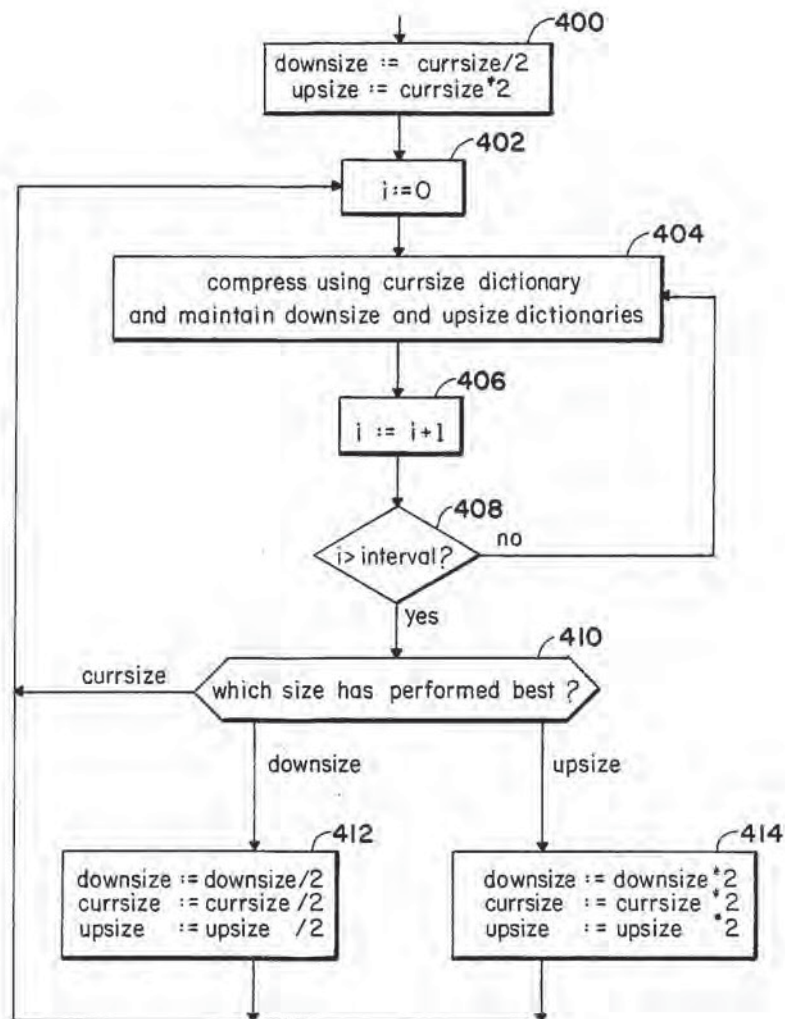 400
downsize := currsize/2
upsize := currsize*2
402
i:=0
404
compress using currsize dictionary
and maintain downsize and upsize dictionaries
406
i := i+1
408
i> interval?
no
yes
410
currsize
which size has performed best ?
downsize
upsize
412
downsize := downsize/2
currsize := currsize /2
upsize := upsize /2
414
downsize := downsize*2
currsize := currsize *2
upsize := upsize *2